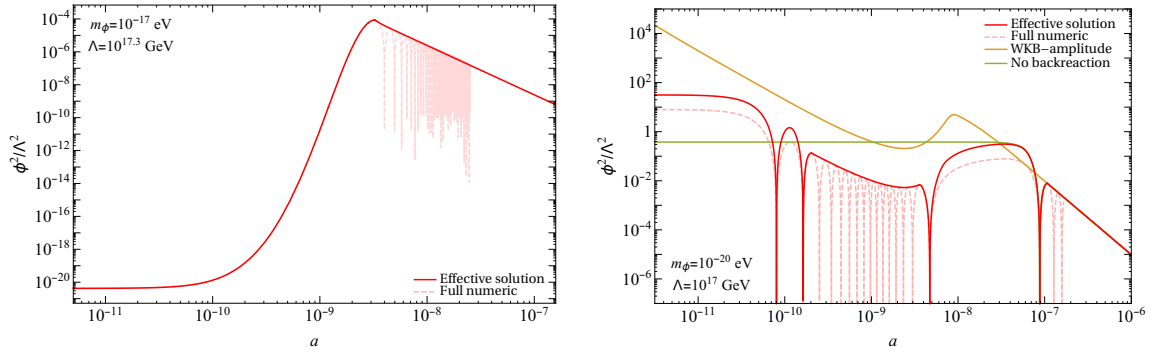 m_ϕ=10^-17 eV
Λ=10^17.3 GeV
ϕ²/Λ²
10^-4
10^-6
10^-8
10^-10
10^-12
10^-14
10^-16
10^-18
10^-20
Effective solution
Full numeric
10^-11
10^-10
10^-9
10^-8
10^-7
a
Effective solution
Full numeric
WKB-amplitude
No backreaction
ϕ²/Λ²
10^4
10^2
1
10^-2
10^-4
10^-6
m_ϕ=10^-20 eV
Λ=10^17 GeV
10^-11
10^-10
10^-9
10^-8
10^-7
10^-6
a